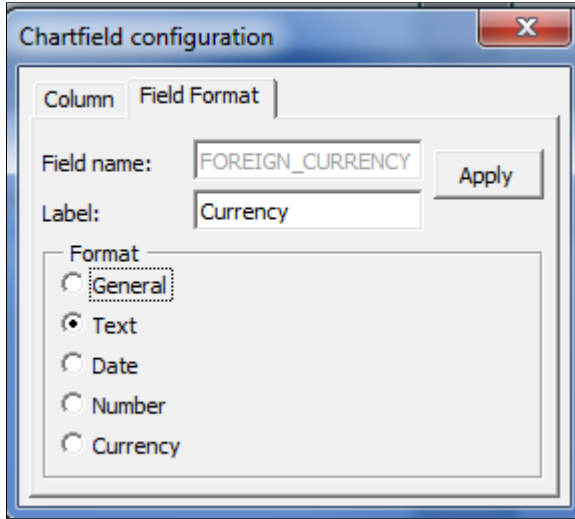 Chartfield configuration
Column Field Format
Field name: FOREIGN_CURRENCY Apply
Label: Currency
Format
General
Text
Date
Number
Currency